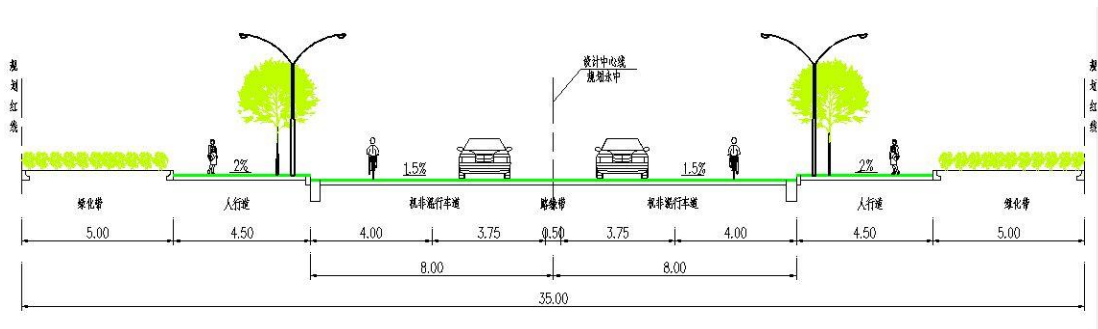 规划红线
设计中心线
规划永中
规划红线
2%
1.5%
1.5%
2%
绿化带
人行道
机非混行车道
路缘带
机非混行车道
人行道
绿化带
5.00
4.50
4.00
3.75
0.50
3.75
4.00
4.50
5.00
8.00
8.00
35.00